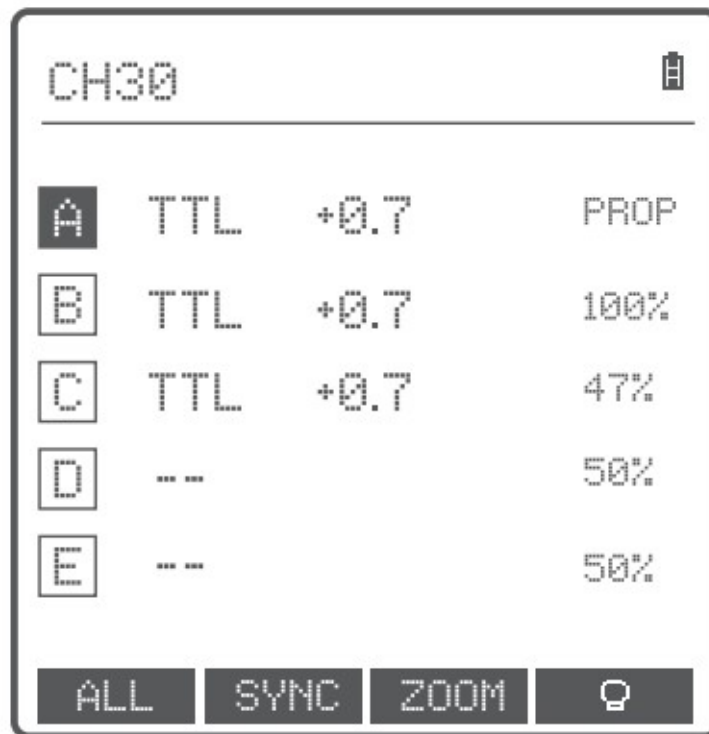 CH30
A TTL +0.7 PROP
B TTL +0.7 100%
C TTL +0.7 47%
D -- 50%
E -- 50%
ALL SYNC ZOOM